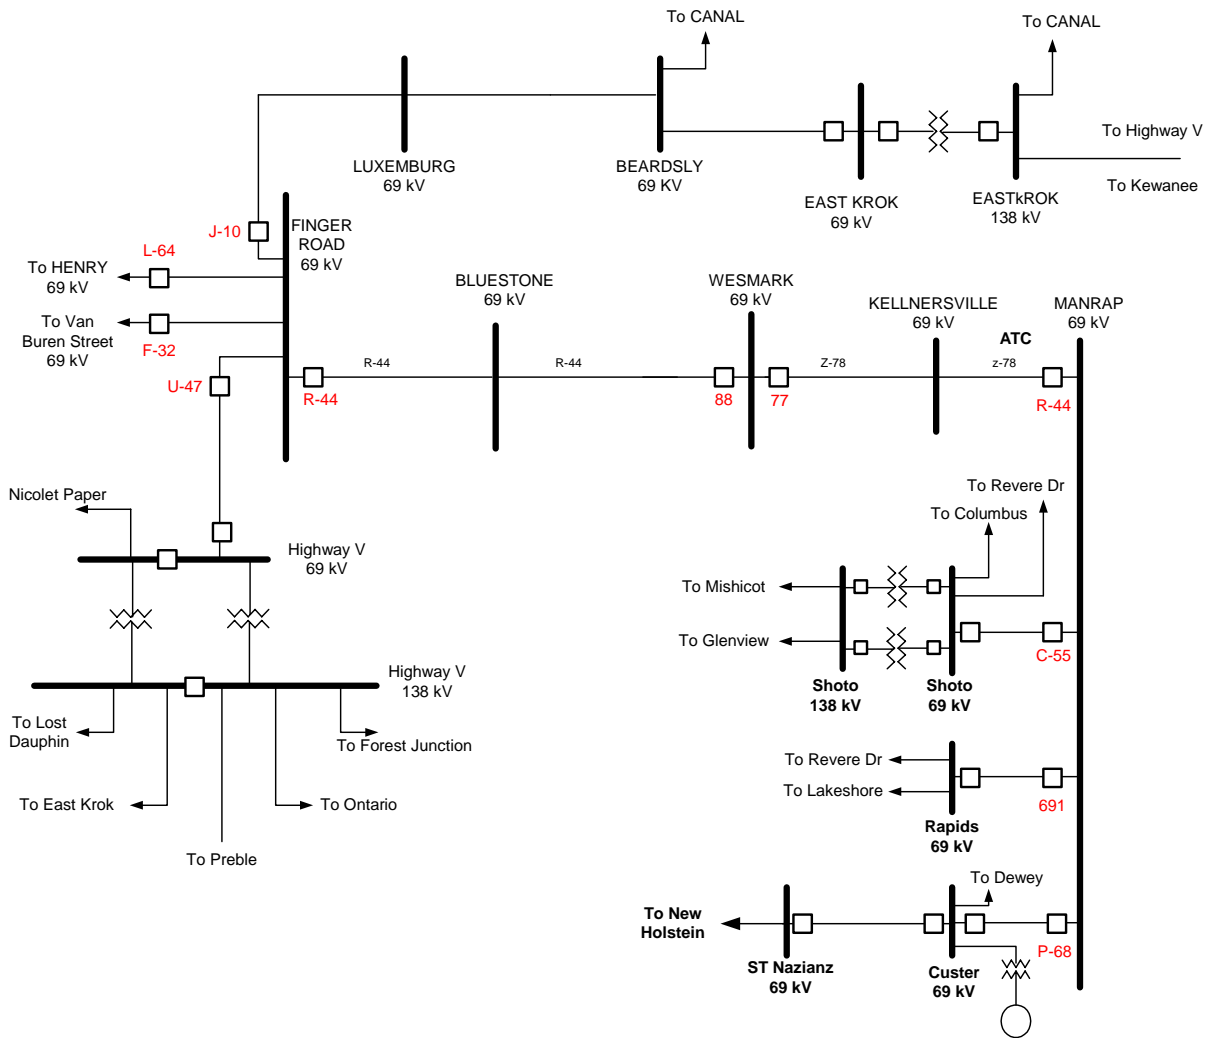 To CANAL
To CANAL
To Highway V
To Kewanee
LUXEMBURG
69 kV
BEARDSLY
69 KV
EAST KROK
69 kV
EASTkROK
138 kV
J-10
FINGER
ROAD
69 kV
L-64
To HENRY
69 kV
To Van
Buren Street
69 kV
F-32
U-47
R-44
R-44
BLUESTONE
69 kV
R-44
WESMARK
69 kV
88
77
Z-78
KELLNERSVILLE
69 kV
ATC
z-78
MANRAP
69 kV
R-44
Nicolet Paper
Highway V
69 kV
Highway V
138 kV
To Lost
Dauphin
To Forest Junction
To East Krok
To Ontario
To Preble
To Revere Dr
To Columbus
To Mishicot
To Glenview
C-55
Shoto
138 kV
Shoto
69 kV
To Revere Dr
To Lakeshore
691
Rapids
69 kV
To Dewey
To New
Holstein
P-68
ST Nazianz
69 kV
Custer
69 kV